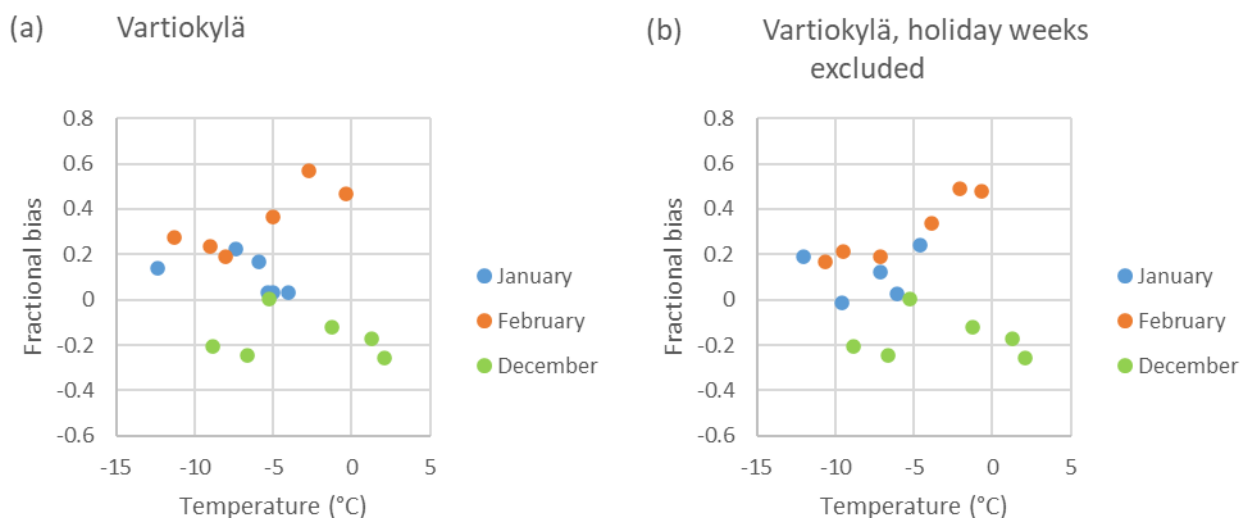 (a) Vartiokylä
0.8
0.6
0.4
0.2
0
-0.2
-0.4
-0.6
Fractional bias
-15 -10 -5 0 5
Temperature (°C)
January
February
December
(b) Vartiokylä, holiday weeks
excluded
0.8
0.6
0.4
0.2
0
-0.2
-0.4
-0.6
Fractional bias
-15 -10 -5 0 5
Temperature (°C)
January
February
December